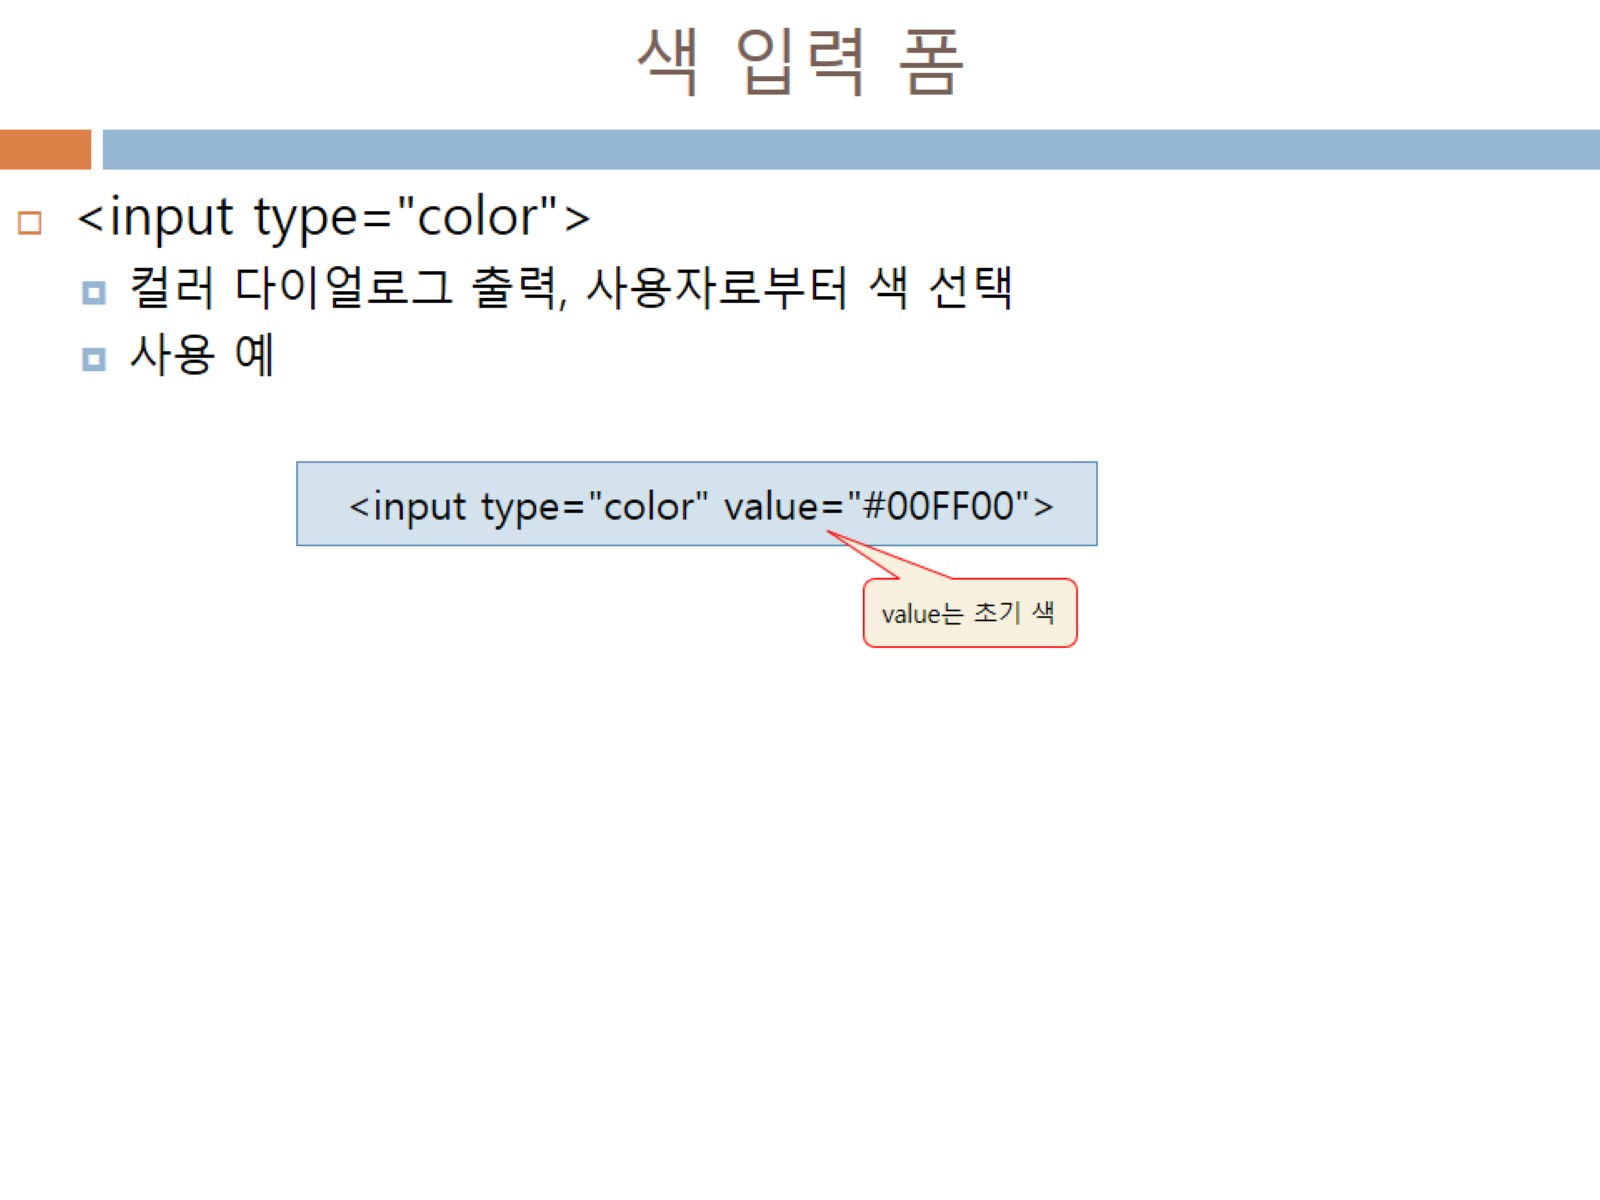 색 입력 폼
<input type="color">
컬러 다이얼로그 출력, 사용자로부터 색 선택
사용 예
<input type="color" value="#00FF00">
value는 초기 색